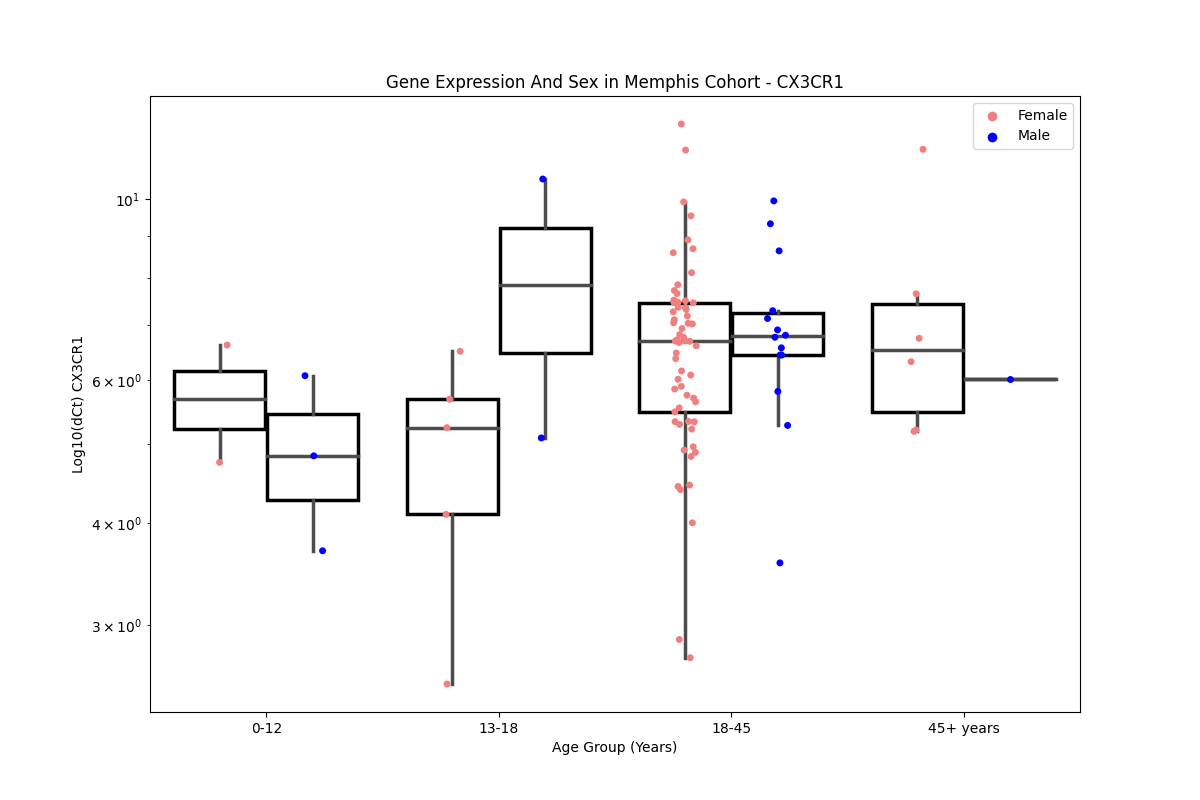 Gene Expression And Sex in Memphis Cohort - CX3CR1
Female
Male
10¹
6 × 10⁰
4 × 10⁰
3 × 10⁰
Log10(dCt) CX3CR1
0-12
13-18
18-45
45+ years
Age Group (Years)